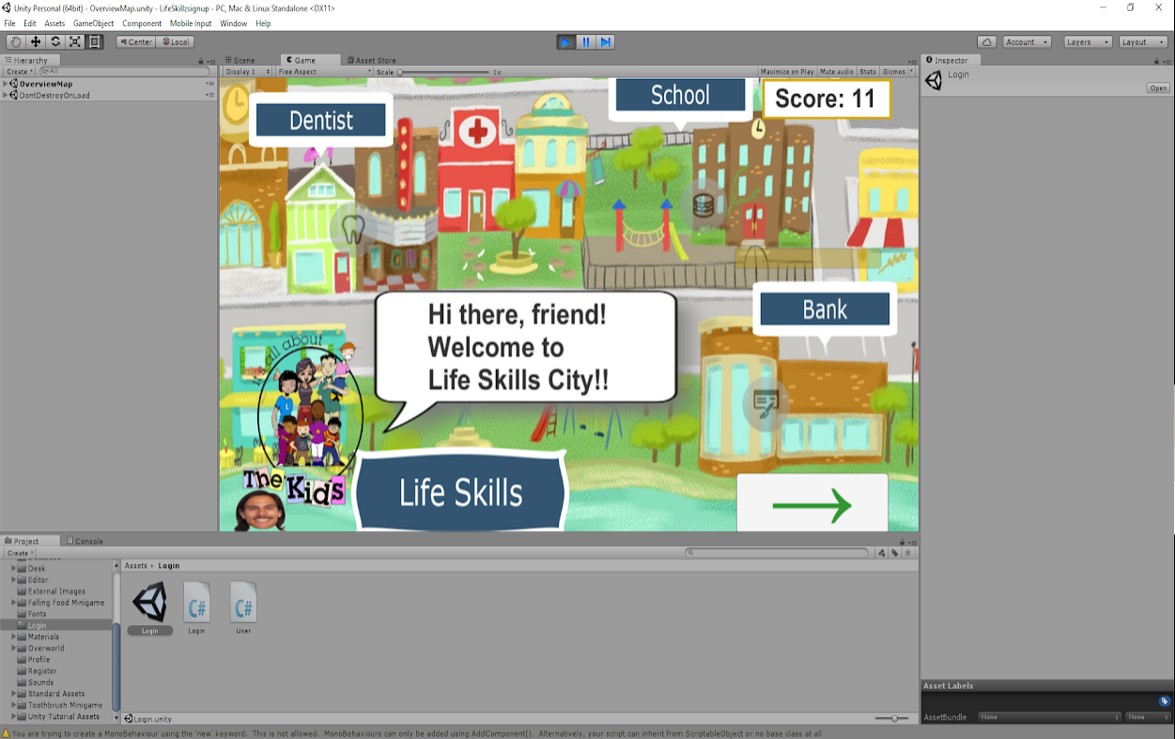 Unity Personal (64bit) - OverviewMap.unity - LifeSkillzsignup - PC, Mac & Linux Standalone <DX11>
File Edit Assets GameObject Component Mobile Input Window Help
Center Local
Account Layers Layout
Hierarchy
Scene Game Asset Store
Inspector
Create All
Display 1 Free Aspect Scale 1x Maximize on Play Mute audio Stats Gizmos
Login
Open
OverviewMap
DontDestroyOnLoad
Dentist
School
Score: 11
Bank
Hi there, friend!
Welcome to
Life Skills City!!
all about
The Kids
Life Skills
Project Console
Create
Assets Login
Desk
Editor
External Images
Falling Food Minigame
Fonts
Login
Materials
Overworld
Profile
Register
Sounds
Standard Assets
Toothbrush Minigame
Unity Tutorial Assets
C# C#
Login Login User
Login.unity
Asset Labels
AssetBundle None None
You are trying to create a MonoBehaviour using the 'new' keyword. This is not allowed. MonoBehaviours can only be added using AddComponent(). Alternatively, your script can inherit from ScriptableObject or no base class at all